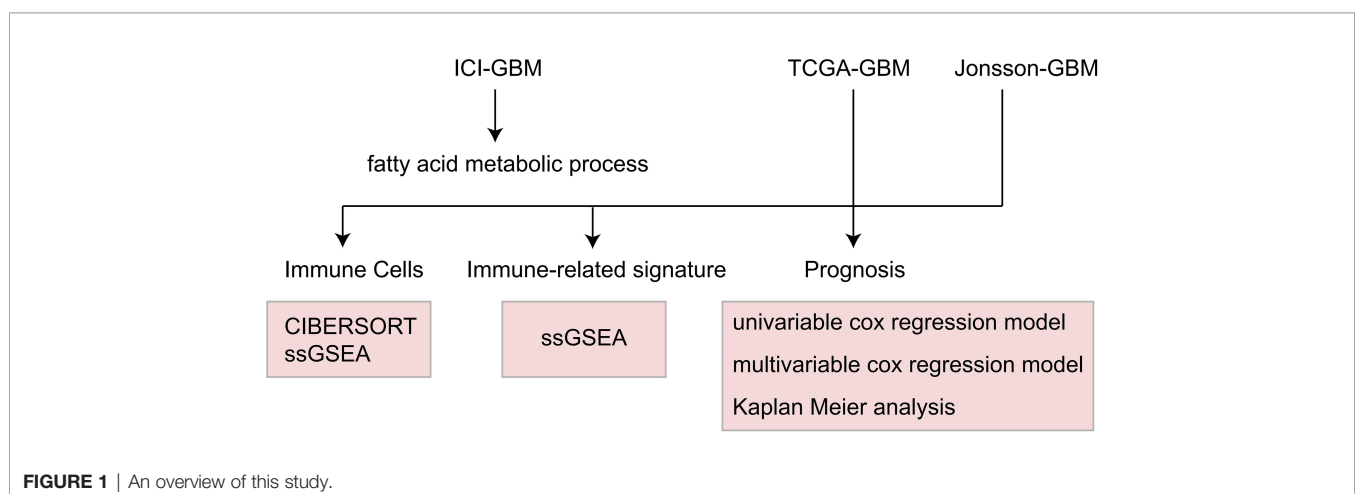 ICI-GBM
TCGA-GBM
Jonsson-GBM
fatty acid metabolic process
Immune Cells
Immune-related signature
Prognosis
CIBERSORT
ssGSEA
ssGSEA
univariable cox regression model
multivariable cox regression model
Kaplan Meier analysis
FIGURE 1 | An overview of this study.